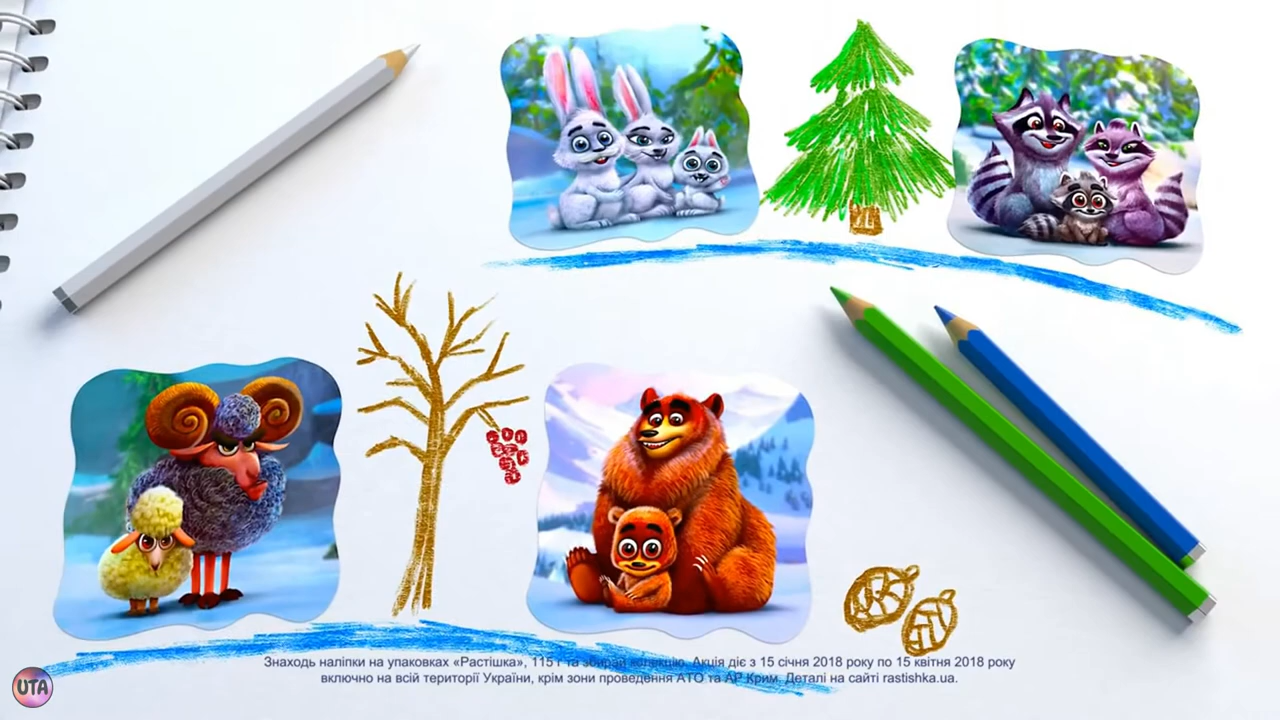 Знаходь наліпки на упаковках «Растішка», 115 г та збирай колекцію. Акція діє з 15 січня 2018 року по 15 квітня 2018 року
включно на всій території України, крім зони проведення АТО та АР Крим. Деталі на сайті rastishka.ua.
UTA